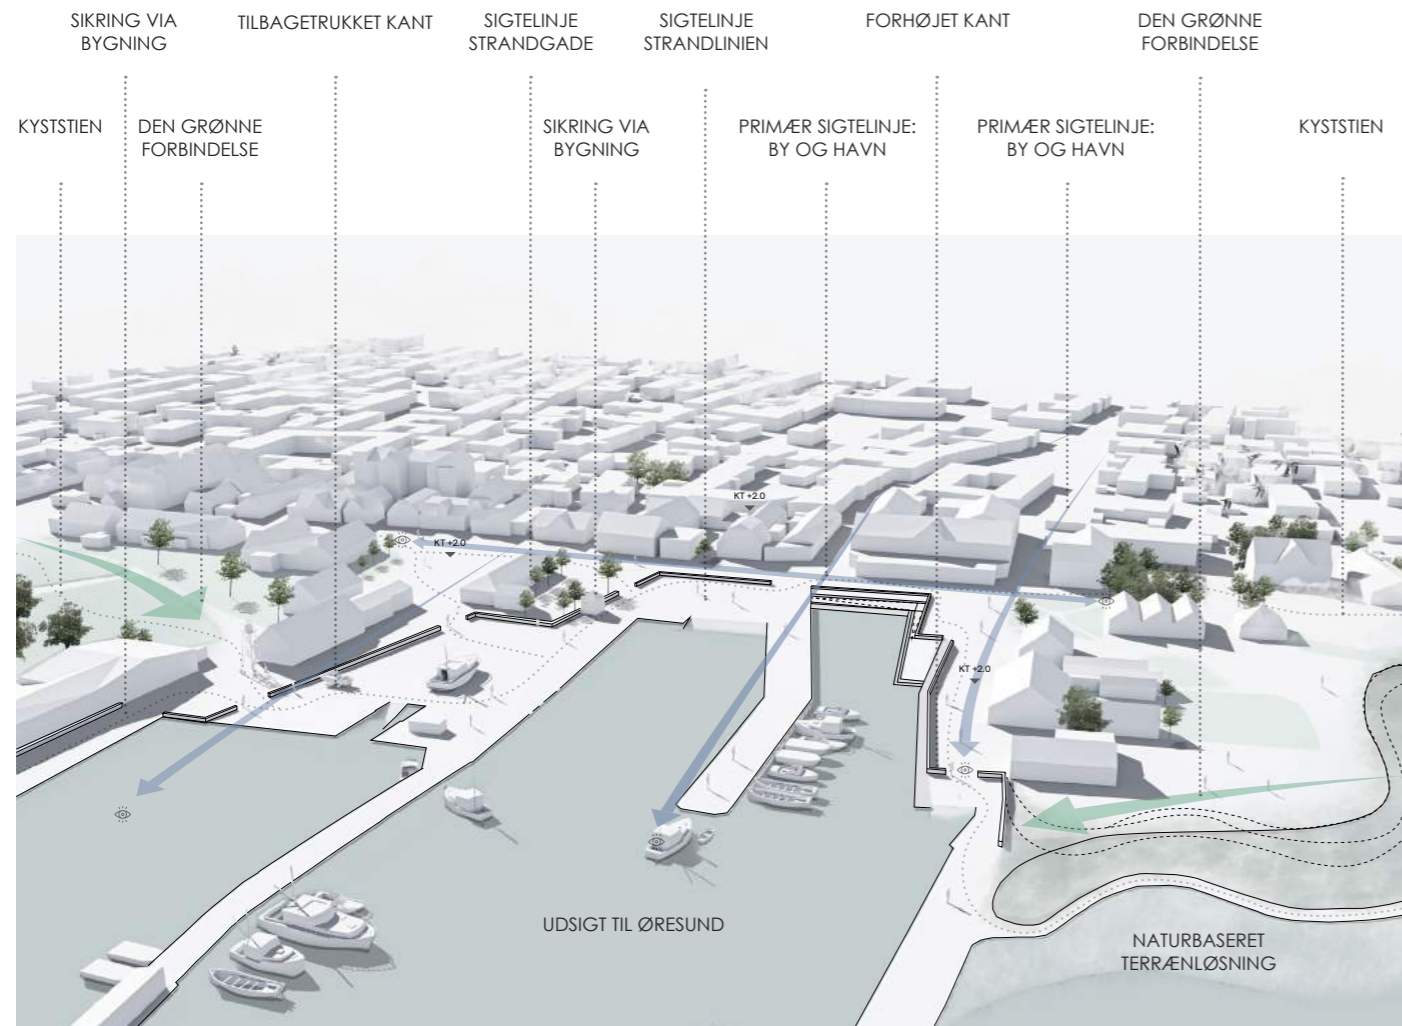 SIKRING VIA
BYGNING
TILBAGETRUKKET KANT
SIGTELINJE
STRANDGADE
SIGTELINJE
STRANDLINIEN
FORHØJET KANT
DEN GRØNNE
FORBINDELSE
KYSTSTIEN
DEN GRØNNE
FORBINDELSE
SIKRING VIA
BYGNING
PRIMÆR SIGTELINJE:
BY OG HAVN
PRIMÆR SIGTELINJE:
BY OG HAVN
KYSTSTIEN
KT +2.0
KT +2.0
KT +2.0
UDSIGT TIL ØRESUND
NATURBASERET
TERRÆNLØSNING